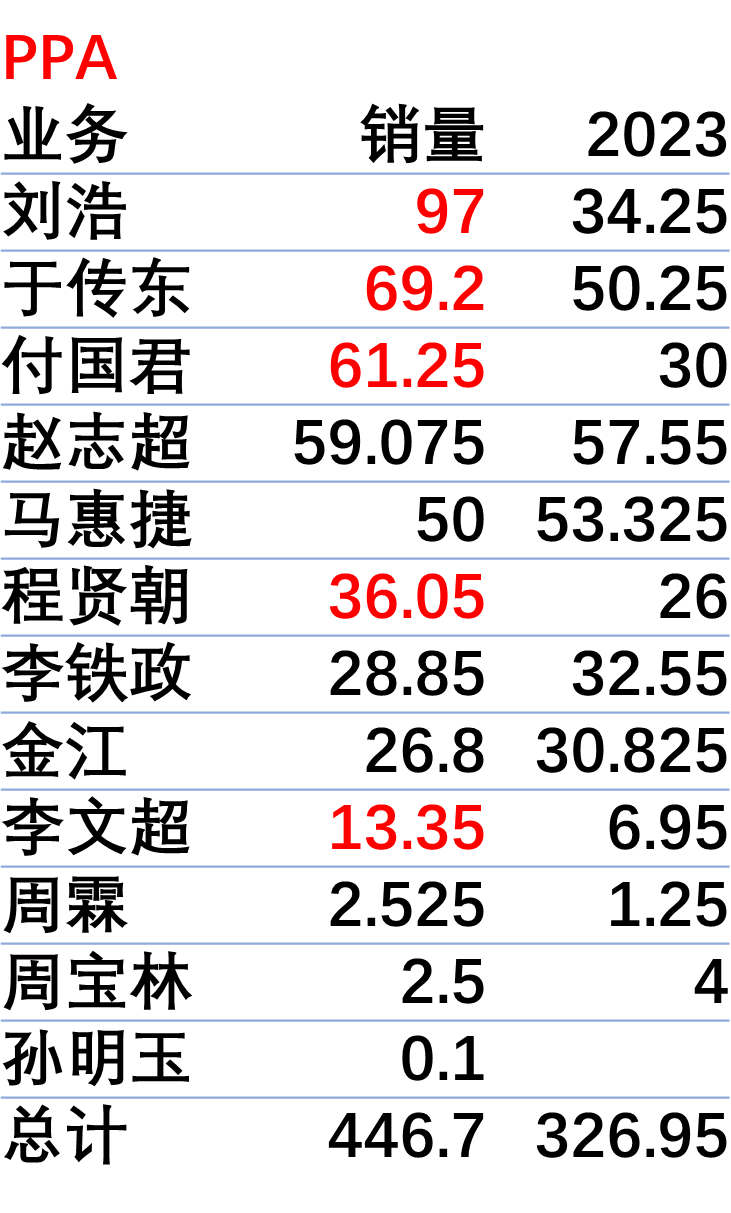 PPA
业务 销量 2023
刘浩 97 34.25
于传东 69.2 50.25
付国君 61.25 30
赵志超 59.075 57.55
马惠捷 50 53.325
程贤朝 36.05 26
李铁政 28.85 32.55
金江 26.8 30.825
李文超 13.35 6.95
周霖 2.525 1.25
周宝林 2.5 4
孙明玉 0.1
总计 446.7 326.95